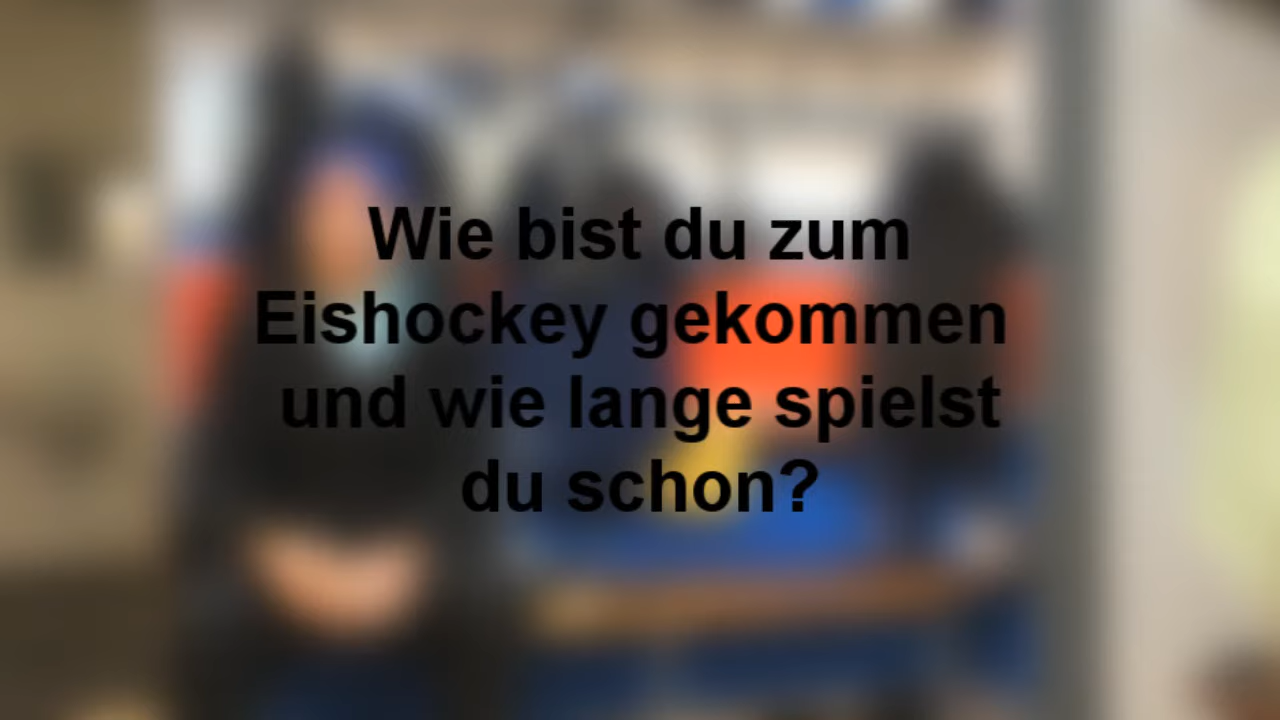 Wie bist du zum
Eishockey gekommen
und wie lange spielst
du schon?